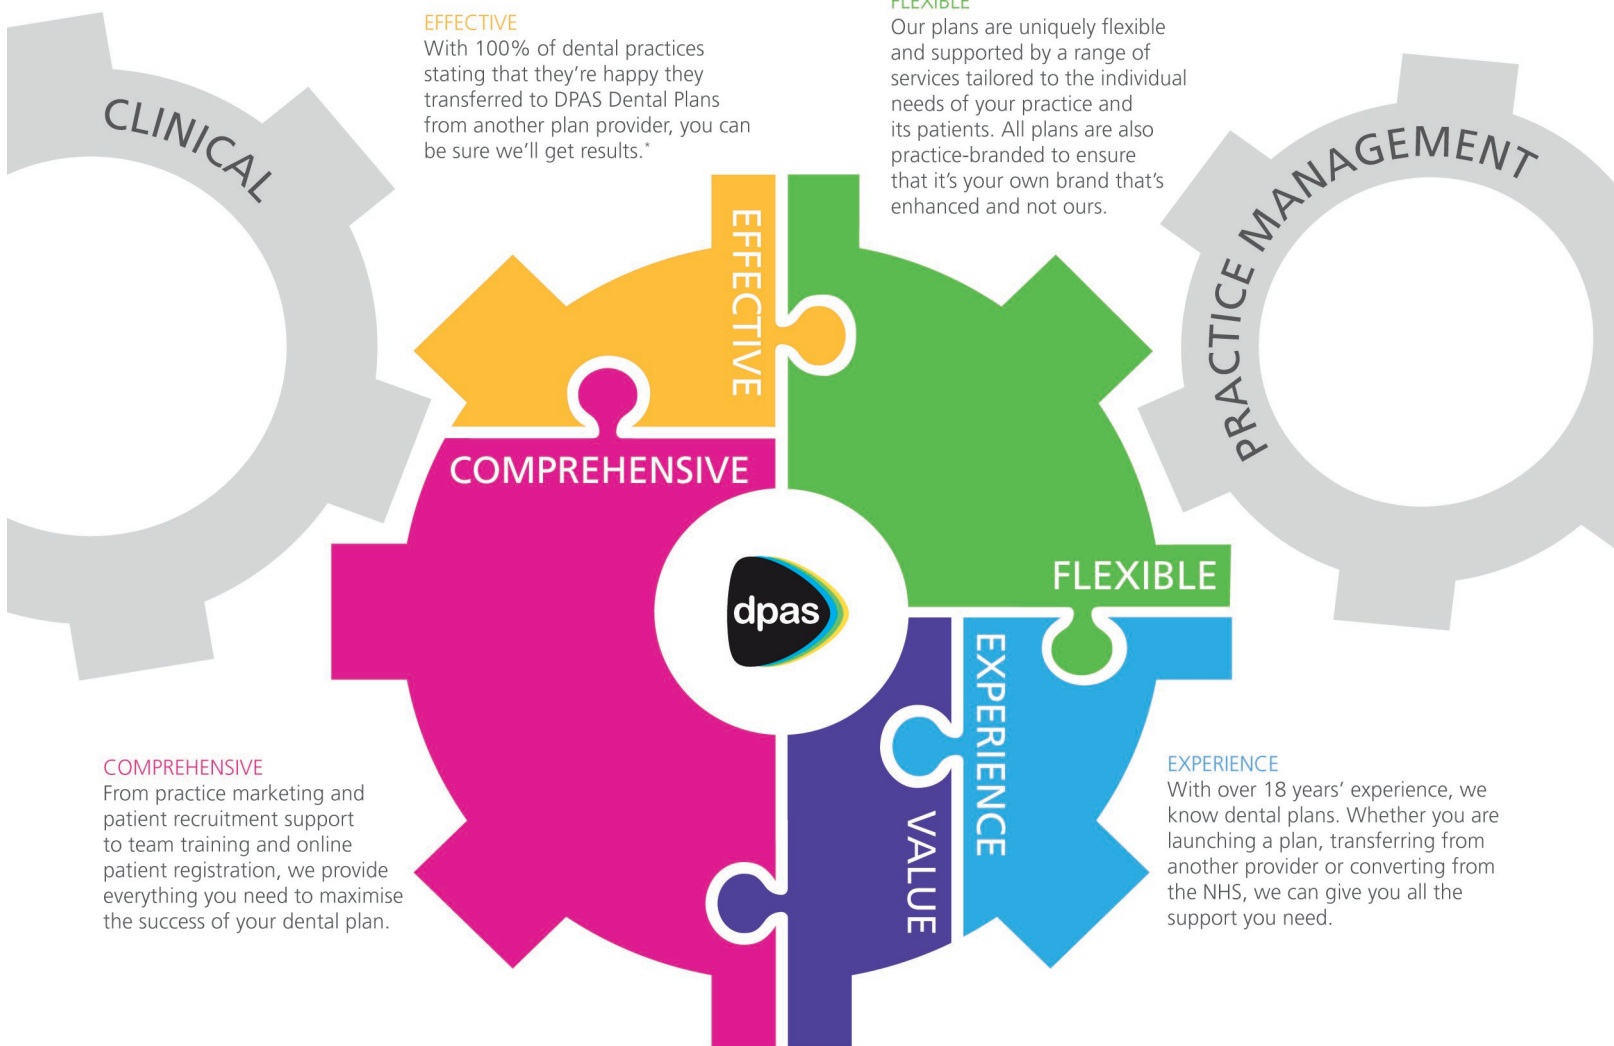 EFFECTIVE
With 100% of dental practices
stating that they're happy they
transferred to DPAS Dental Plans
from another plan provider, you can
be sure we'll get results.*
FLEXIBLE
Our plans are uniquely flexible
and supported by a range of
services tailored to the individual
needs of your practice and
its patients. All plans are also
practice-branded to ensure
that it's your own brand that's
enhanced and not ours.
CLINICAL
PRACTICE MANAGEMENT
EFFECTIVE
COMPREHENSIVE
FLEXIBLE
dpas
EXPERIENCE
VALUE
COMPREHENSIVE
From practice marketing and
patient recruitment support
to team training and online
patient registration, we provide
everything you need to maximise
the success of your dental plan.
EXPERIENCE
With over 18 years' experience, we
know dental plans. Whether you are
launching a plan, transferring from
another provider or converting from
the NHS, we can give you all the
support you need.